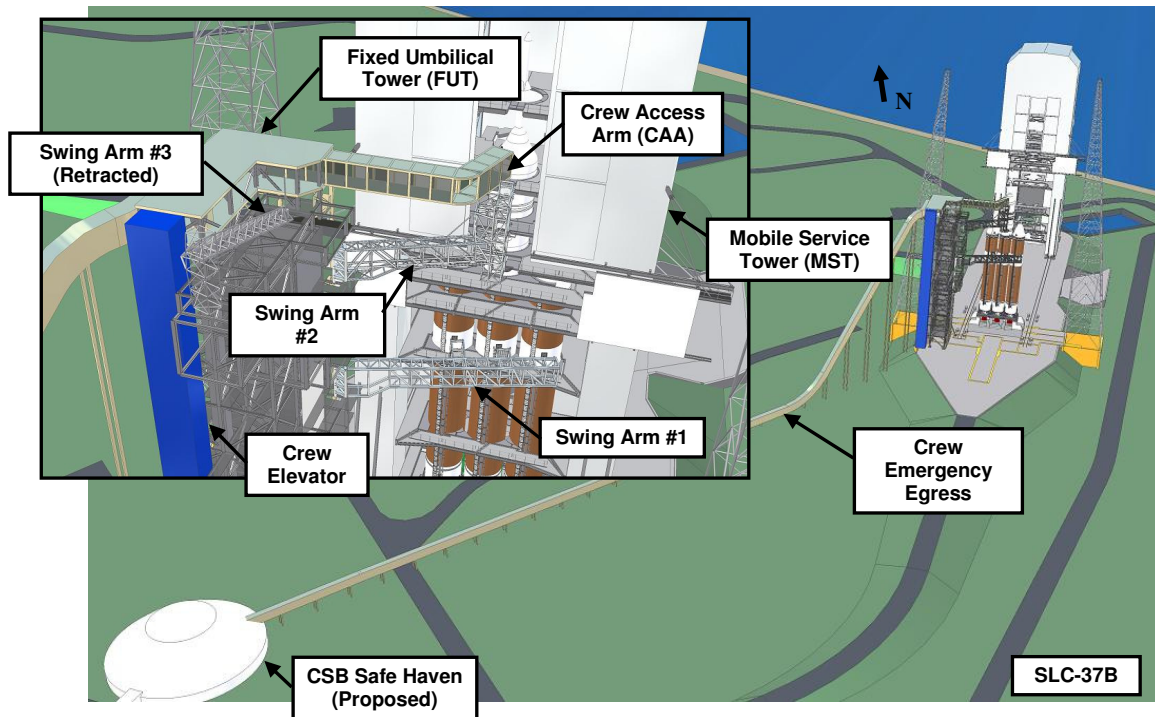 Fixed Umbilical
Tower (FUT)
Crew Access
Arm (CAA)
N
Swing Arm #3
(Retracted)
Mobile Service
Tower (MST)
Swing Arm
#2
Swing Arm #1
Crew
Elevator
Crew
Emergency
Egress
CSB Safe Haven
(Proposed)
SLC-37B